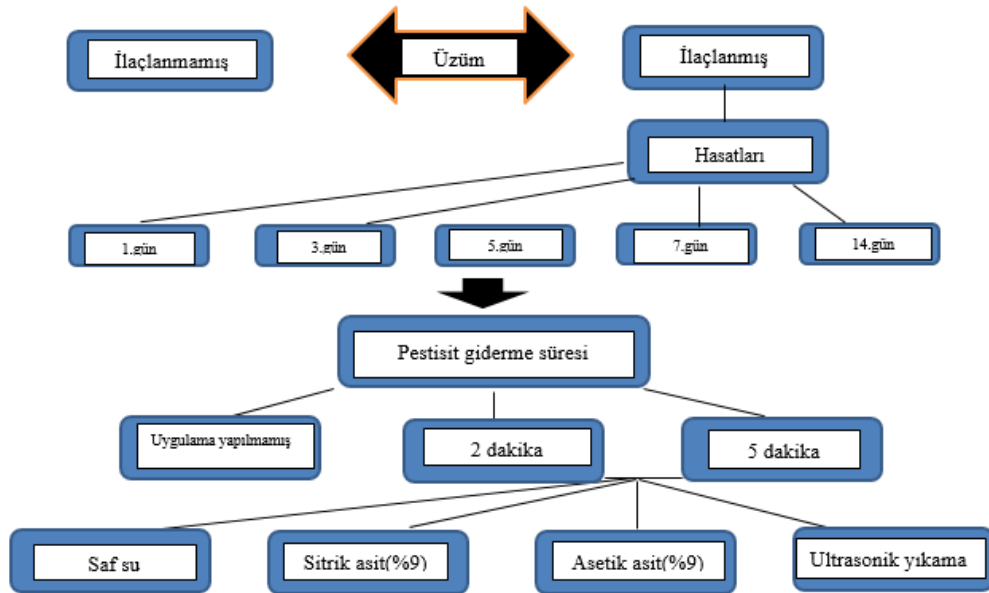 İlaçlanmamış
Üzüm
İlaçlanmış
Hasatları
1.gün
3.gün
5.gün
7.gün
14.gün
Pestisit giderme süresi
Uygulama yapılmamış
2 dakika
5 dakika
Saf su
Sitrik asit(%9)
Asetik asit(%9)
Ultrasonik yıkama